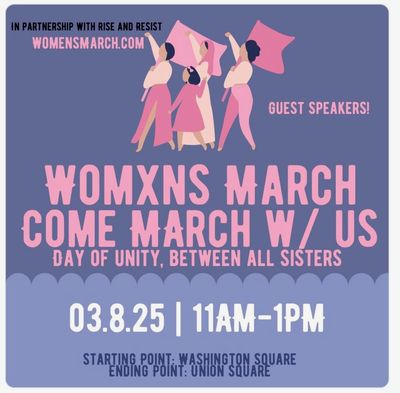 IN PARTNERSHIP WITH RISE AND RESIST
WOMENSMARCH.COM
GUEST SPEAKERS!
WOMXNS MARCH
COME MARCH W/ US
DAY OF UNITY, BETWEEN ALL SISTERS
03.8.25 | 11AM-1PM
STARTING POINT: WASHINGTON SQUARE
ENDING POINT: UNION SQUARE